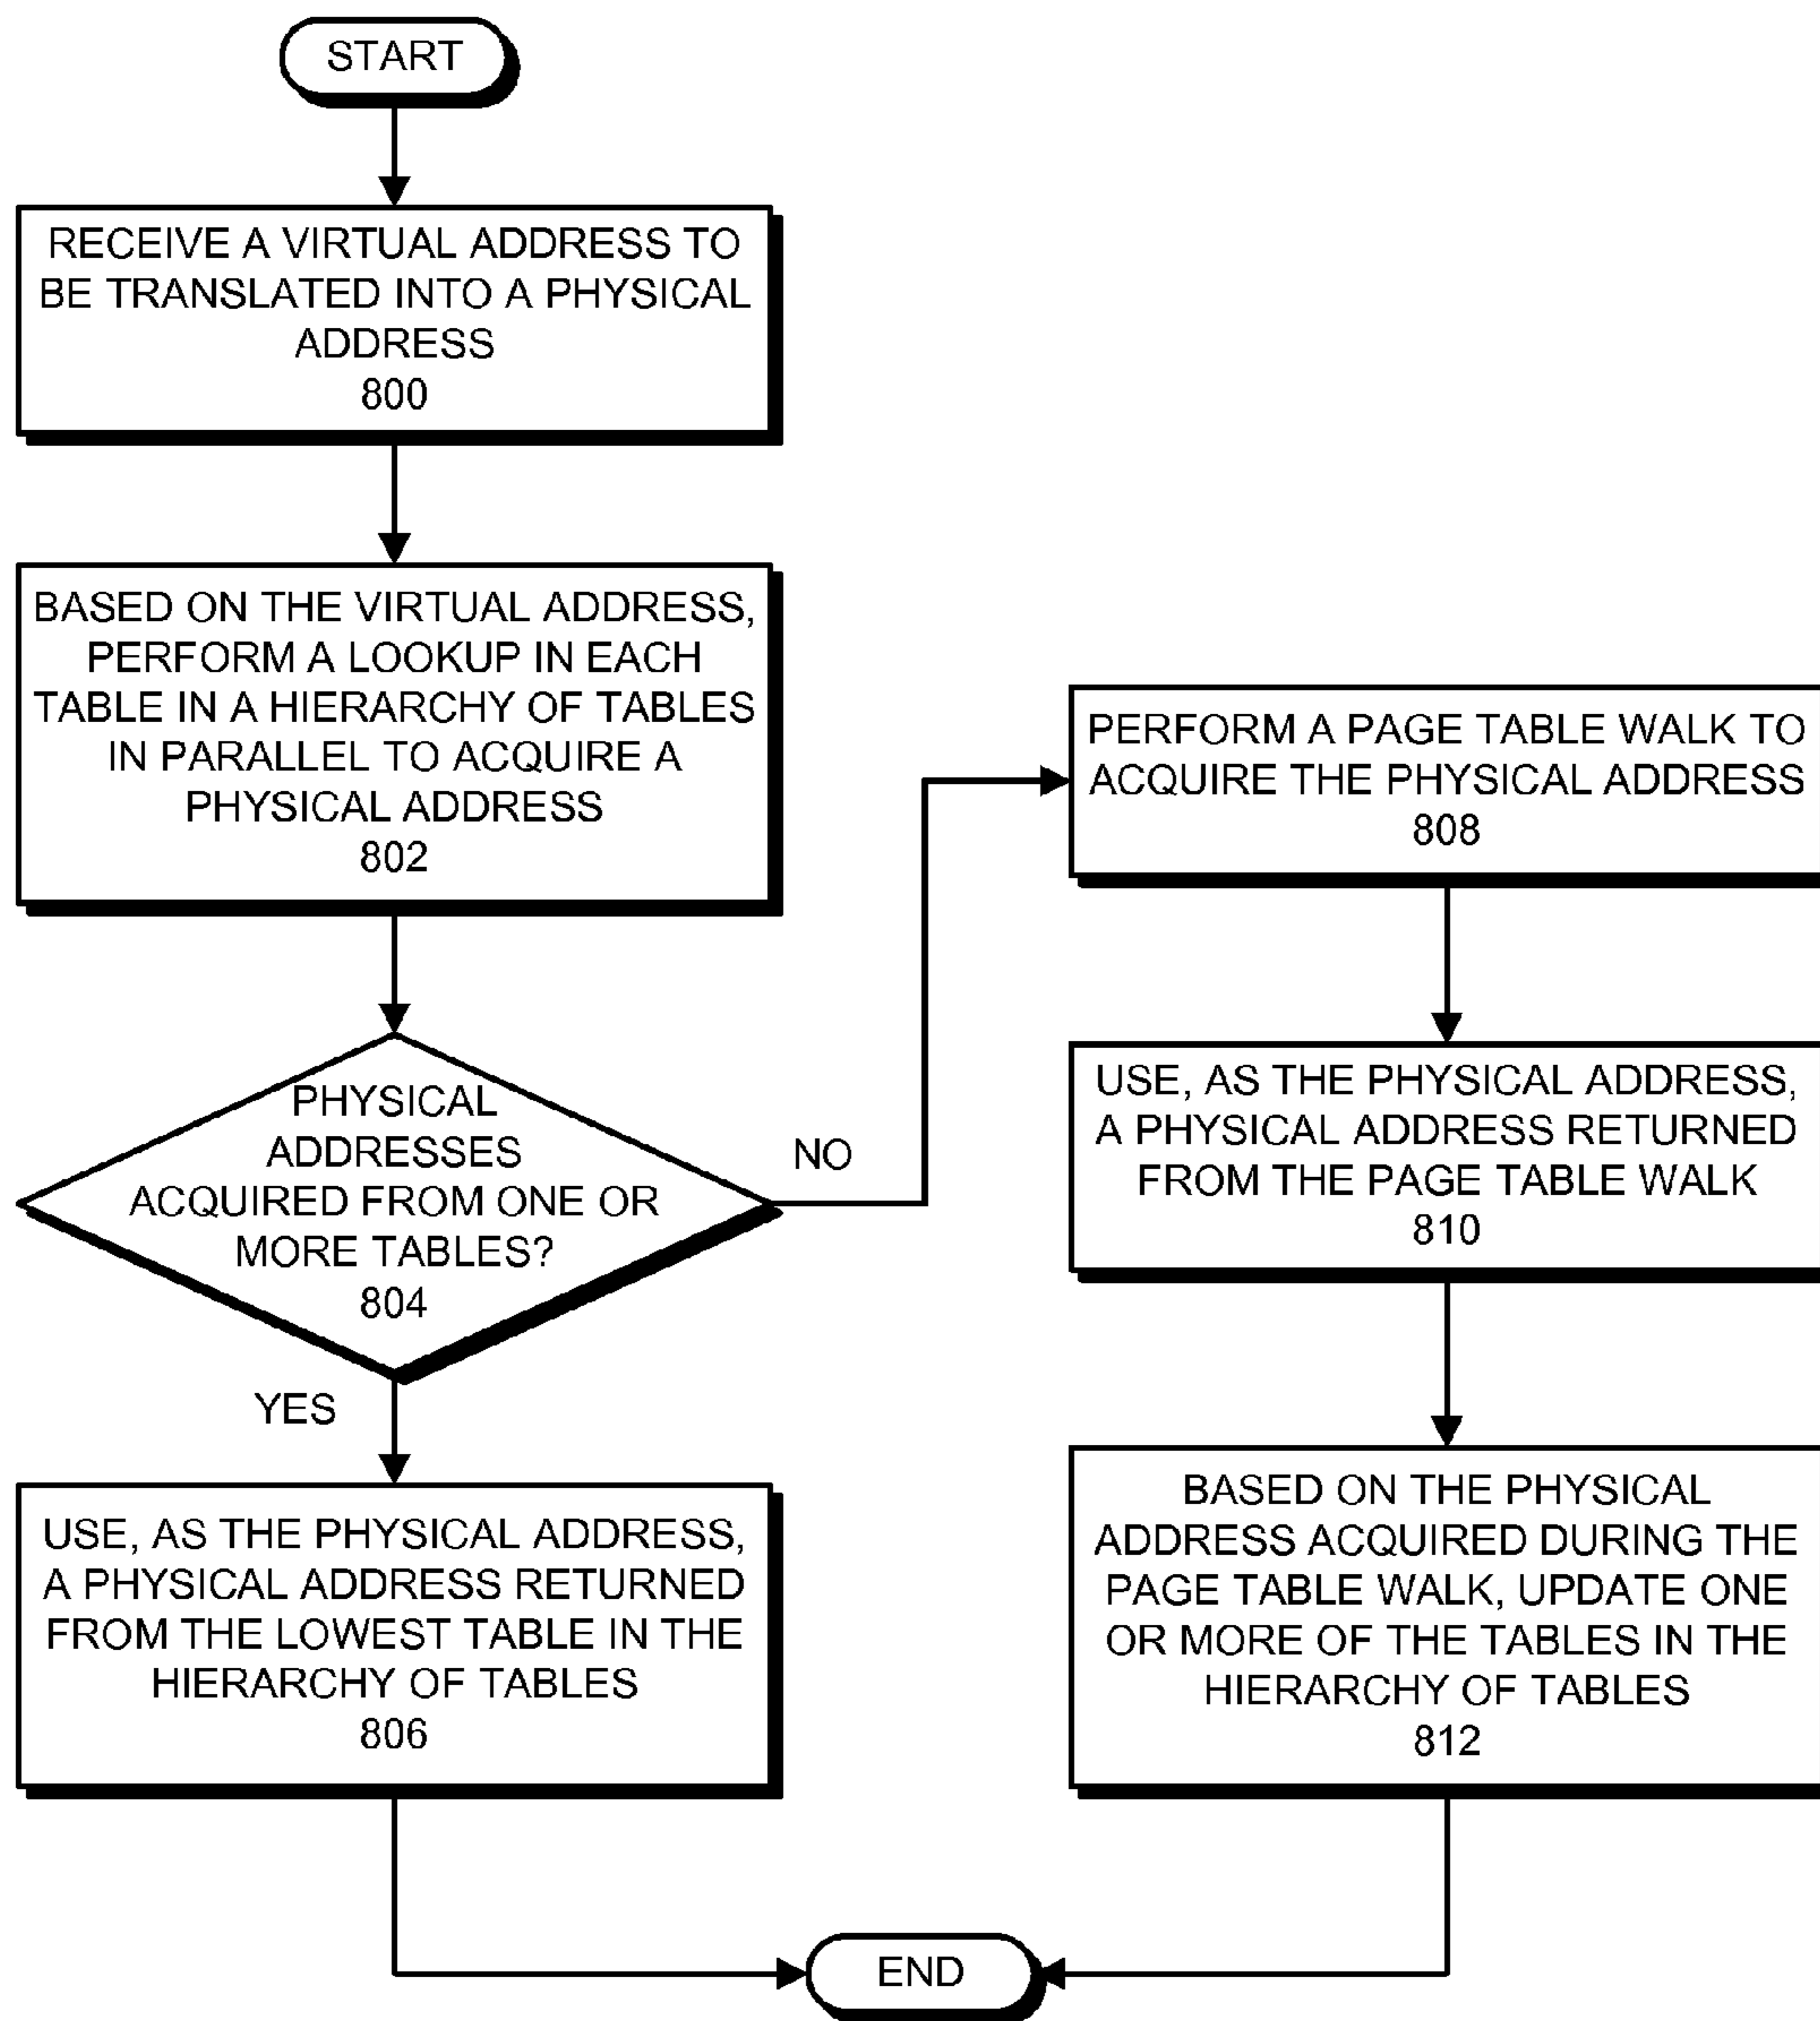 START
RECEIVE A VIRTUAL ADDRESS TO
BE TRANSLATED INTO A PHYSICAL
ADDRESS
800
BASED ON THE VIRTUAL ADDRESS,
PERFORM A LOOKUP IN EACH
TABLE IN A HIERARCHY OF TABLES
IN PARALLEL TO ACQUIRE A
PHYSICAL ADDRESS
802
PHYSICAL
ADDRESSES
ACQUIRED FROM ONE OR
MORE TABLES?
804
NO
YES
USE, AS THE PHYSICAL ADDRESS,
A PHYSICAL ADDRESS RETURNED
FROM THE LOWEST TABLE IN THE
HIERARCHY OF TABLES
806
PERFORM A PAGE TABLE WALK TO
ACQUIRE THE PHYSICAL ADDRESS
808
USE, AS THE PHYSICAL ADDRESS,
A PHYSICAL ADDRESS RETURNED
FROM THE PAGE TABLE WALK
810
BASED ON THE PHYSICAL
ADDRESS ACQUIRED DURING THE
PAGE TABLE WALK, UPDATE ONE
OR MORE OF THE TABLES IN THE
HIERARCHY OF TABLES
812
END